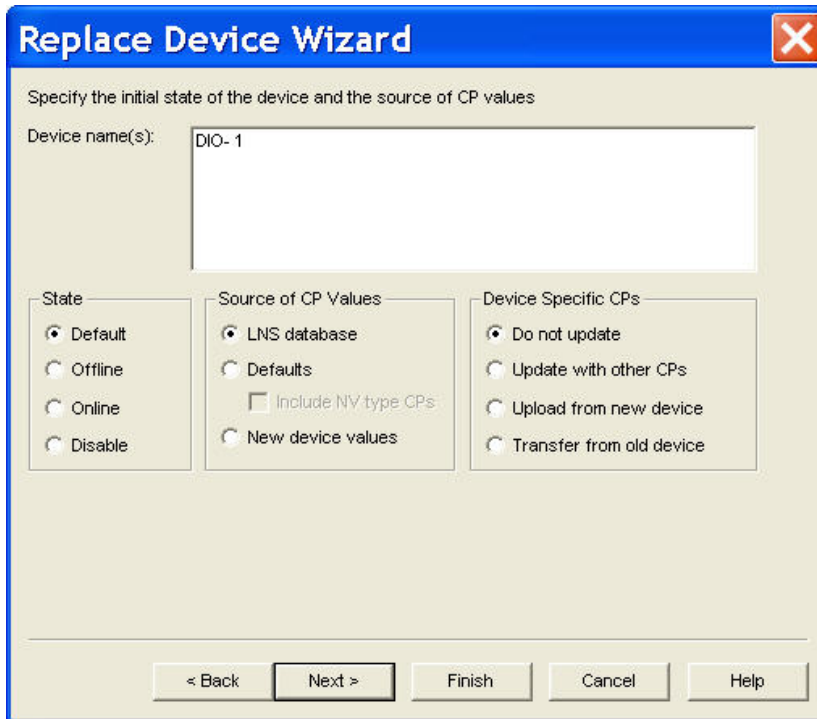 Replace Device Wizard
Specify the initial state of the device and the source of CP values
Device name(s):
DIO- 1
State
Default
Offline
Online
Disable
Source of CP Values
LNS database
Defaults
Include NV type CPs
New device values
Device Specific CPs
Do not update
Update with other CPs
Upload from new device
Transfer from old device
< Back
Next >
Finish
Cancel
Help